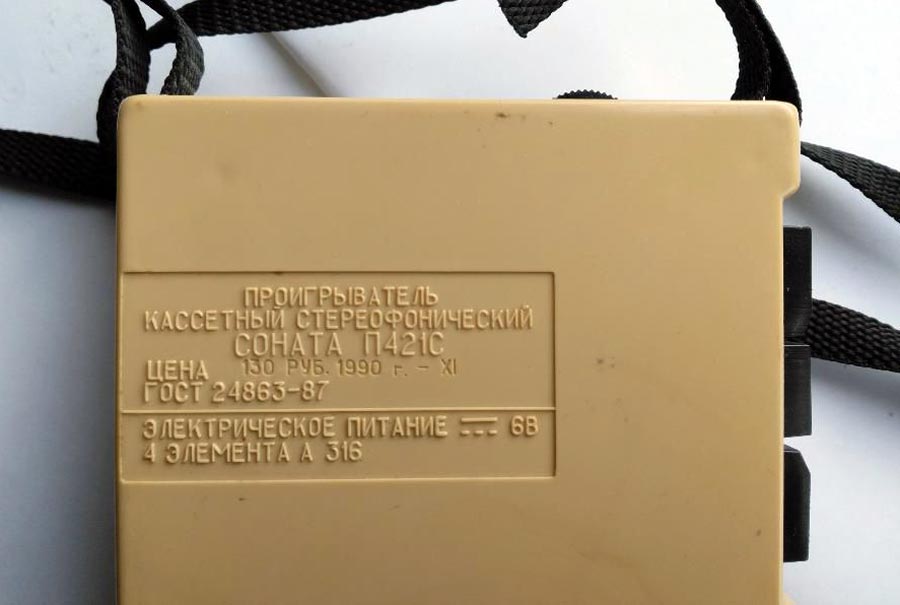 ПРОИГРЫВАТЕЛЬ
КАССЕТНЫЙ СТЕРЕОФОНИЧЕСКИЙ
СОНАТА П421С
ЦЕНА 130 РУБ. 1990 г. - XI
ГОСТ 24863-87
ЭЛЕКТРИЧЕСКОЕ ПИТАНИЕ ⎓ 6В
4 ЭЛЕМЕНТА А 316